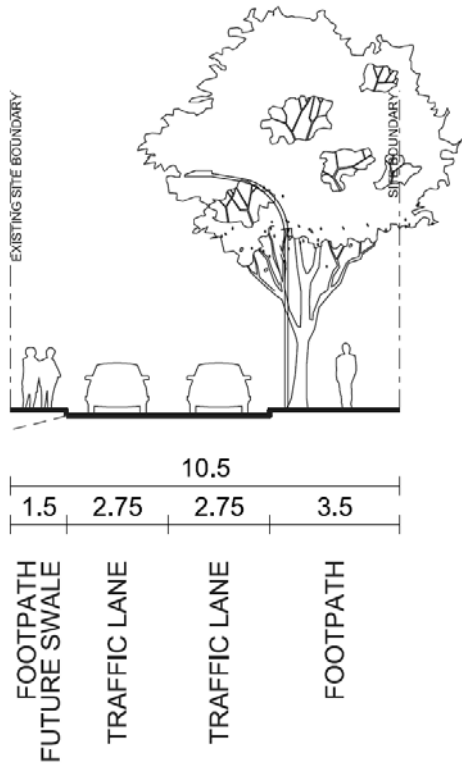 EXISTING SITE BOUNDARY
SITE BOUNDARY
10.5
1.5 2.75 2.75 3.5
FOOTPATH
FUTURE SWALE
TRAFFIC LANE
TRAFFIC LANE
FOOTPATH